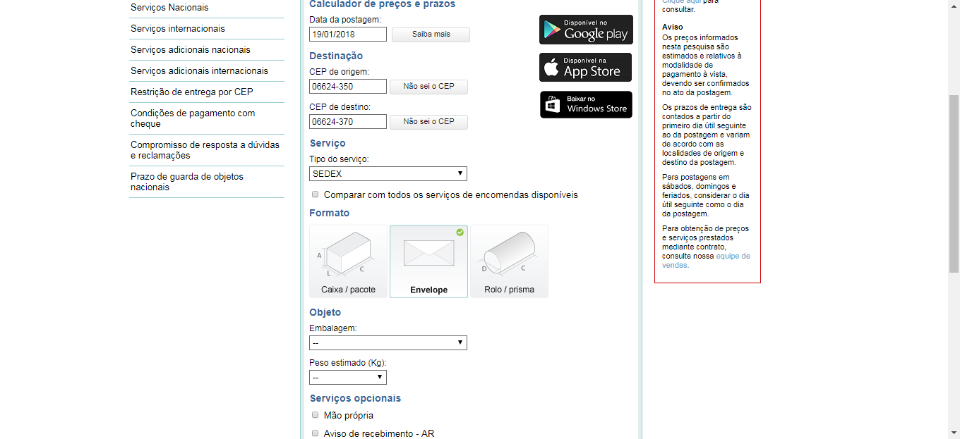 Serviços Nacionais
Serviços internacionais
Serviços adicionais nacionais
Serviços adicionais internacionais
Restrição de entrega por CEP
Condições de pagamento com
cheque
Compromisso de resposta a dúvidas
e reclamações
Prazo de guarda de objetos
nacionais
Calculador de preços e prazos
Data da postagem:
19/01/2018
Saiba mais
Destinação
CEP de origem:
06624-350
Não sei o CEP
CEP de destino:
06624-370
Não sei o CEP
Serviço
Tipo do serviço:
SEDEX
Comparar com todos os serviços de encomendas disponíveis
Formato
A
L
C
Caixa / pacote
Envelope
D
C
Rolo / prisma
Objeto
Embalagem:
--
Peso estimado (Kg):
--
Serviços opcionais
Mão própria
Aviso de recebimento - AR
Disponível no
Google play
Disponível na
App Store
Baixar no
Windows Store
Clique aqui para
consultar.
Aviso
Os preços informados
nesta pesquisa são
estimados e relativos à
modalidade de
pagamento à vista,
devendo ser confirmados
no ato da postagem.
Os prazos de entrega são
contados a partir do
primeiro dia útil seguinte
ao da postagem e variam
de acordo com as
localidades de origem e
destino da postagem.
Para postagens em
sábados, domingos e
feriados, considerar o dia
útil seguinte como o dia
da postagem.
Para obtenção de preços
e serviços prestados
mediante contrato,
consulte nossa equipe de
vendas.